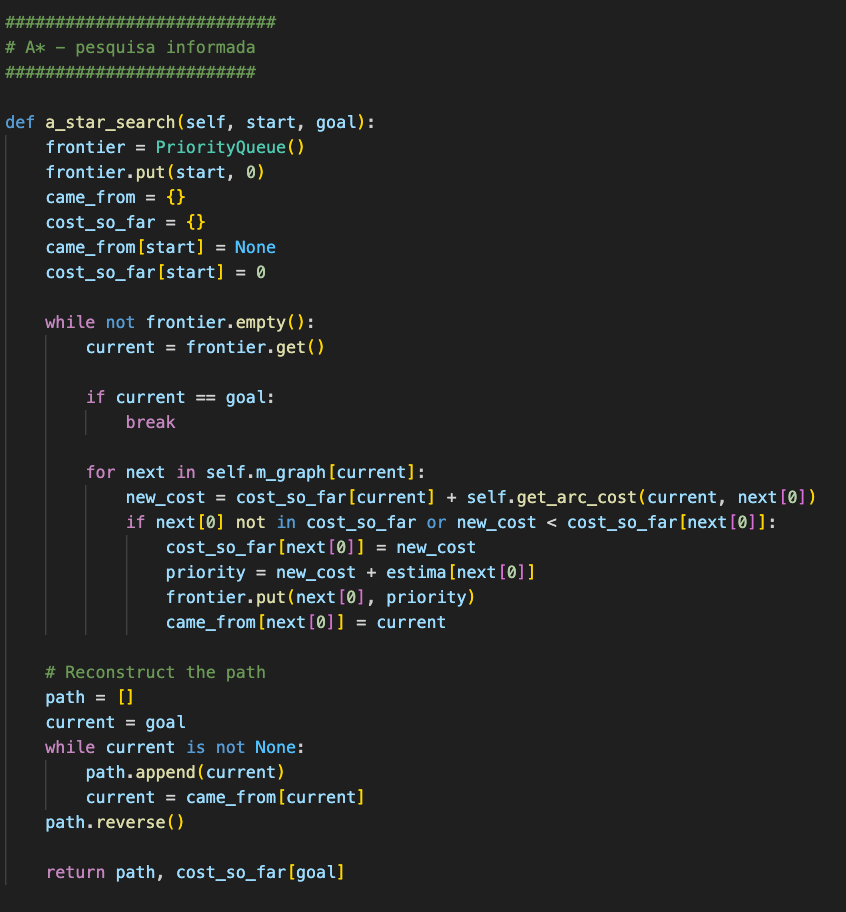 ###########################
# A* - pesquisa informada
#########################
def a_star_search(self, start, goal):
    frontier = PriorityQueue()
    frontier.put(start, 0)
    came_from = {}
    cost_so_far = {}
    came_from[start] = None
    cost_so_far[start] = 0
    while not frontier.empty():
        current = frontier.get()
        if current == goal:
            break
        for next in self.m_graph[current]:
            new_cost = cost_so_far[current] + self.get_arc_cost(current, next[0])
            if next[0] not in cost_so_far or new_cost < cost_so_far[next[0]]:
                cost_so_far[next[0]] = new_cost
                priority = new_cost + estima[next[0]]
                frontier.put(next[0], priority)
                came_from[next[0]] = current
    # Reconstruct the path
    path = []
    current = goal
    while current is not None:
        path.append(current)
        current = came_from[current]
    path.reverse()
    return path, cost_so_far[goal]